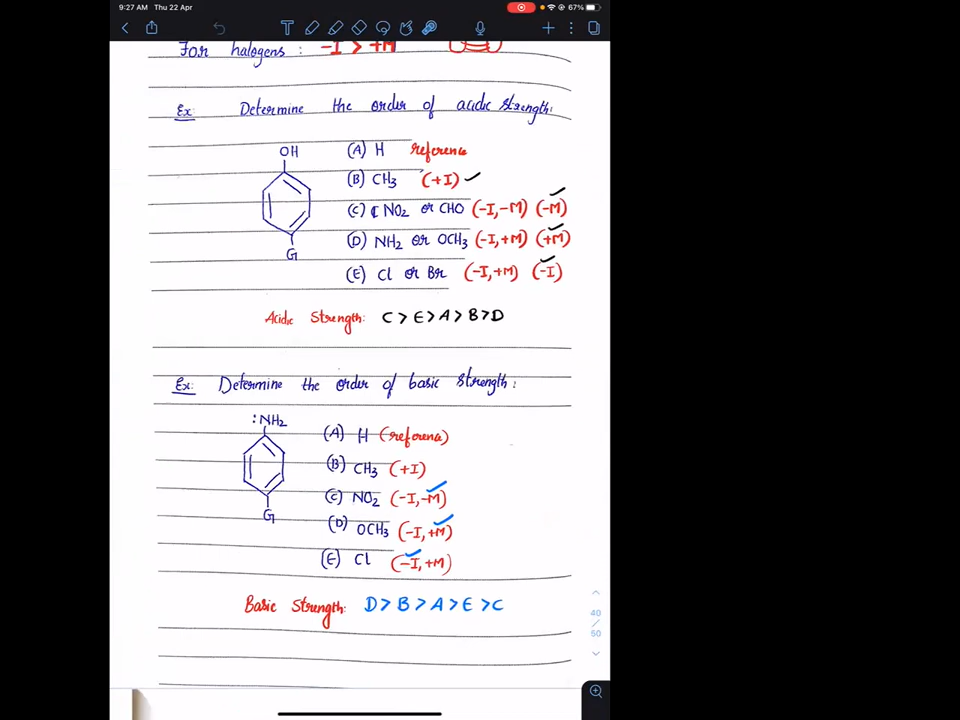 9:27 AM Thu 22 Apr
67%
For halogens : -I > +M
Ex: Determine the order of acidic strength:
OH
(A) H reference
(B) CH3 (+I) ✓
(C) NO2 or CHO (-I, -M) (-M)
(D) NH2 or OCH3 (-I, +M) (+M)
(E) Cl or Br (-I, +M) (-I)
G
Acidic Strength: C > E > A > B > D
Ex: Determine the order of basic strength:
:NH2
(A) H (reference)
(B) CH3 (+I)
(C) NO2 (-I, -M)
(D) OCH3 (-I, +M)
(E) Cl (-I, +M)
G
Basic Strength: D > B > A > E > C
40
/
50